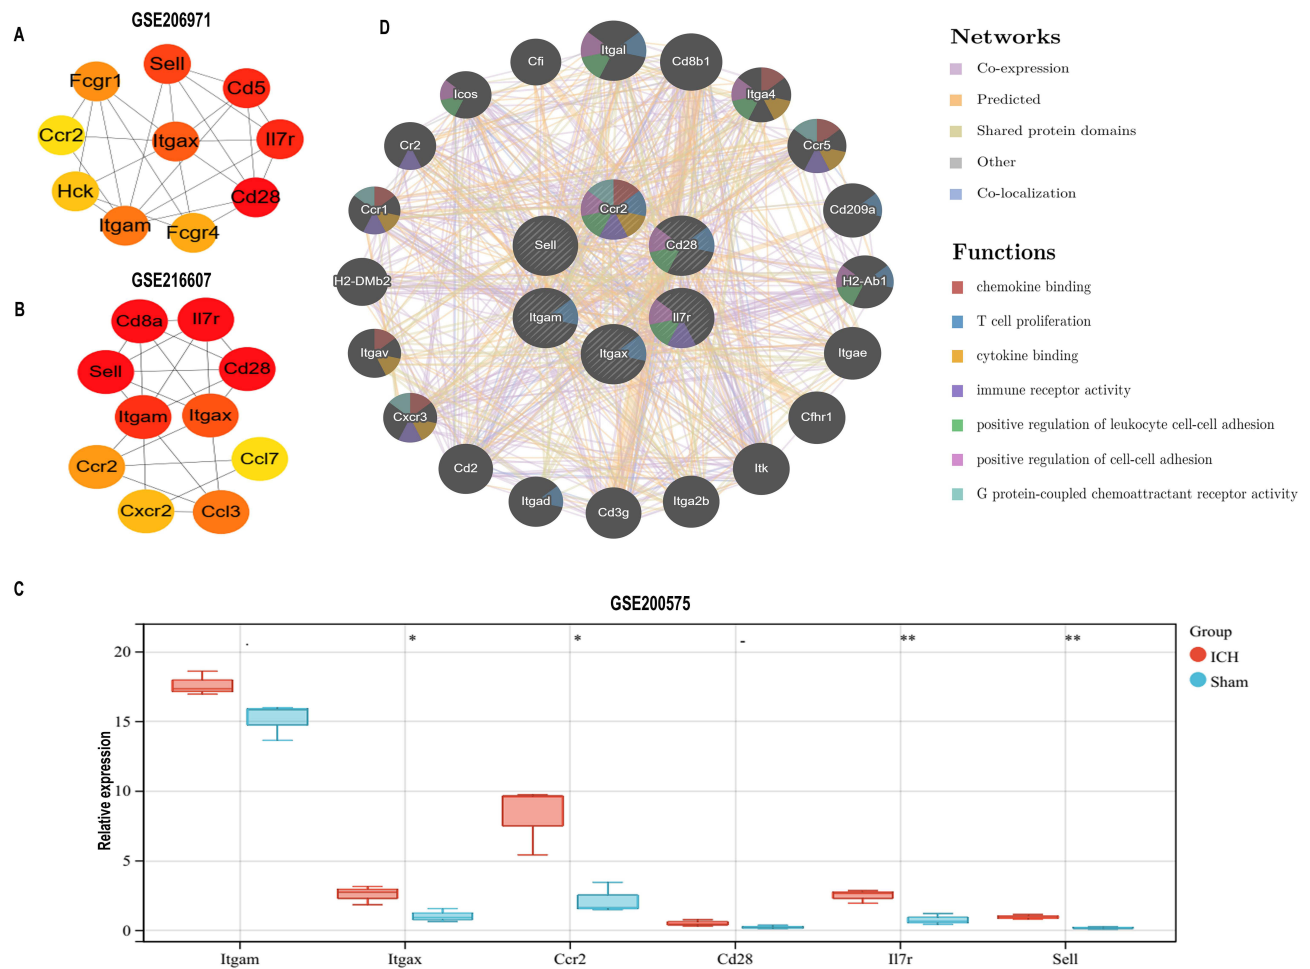 A
GSE206971
Sell
Fcgr1
Cd5
Ccr2
Itgax
Il7r
Hck
Cd28
Itgam
Fcgr4
B
GSE216607
Cd8a
Il7r
Sell
Cd28
Itgam
Itgax
Ccr2
Ccl7
Cxcr2
Ccl3
D
Itgal
Cfi
Cd8b1
Icos
Itga4
Cr2
Ccr5
Ccr1
Ccr2
Cd209a
Sell
Cd28
H2-DMb2
H2-Ab1
Itgam
Il7r
Itgav
Itgax
Itgae
Cxcr3
Cfhr1
Cd2
Itk
Itgad
Cd3g
Itga2b
Networks
Co-expression
Predicted
Shared protein domains
Other
Co-localization
Functions
chemokine binding
T cell proliferation
cytokine binding
immune receptor activity
positive regulation of leukocyte cell-cell adhesion
positive regulation of cell-cell adhesion
G protein-coupled chemoattractant receptor activity
C
GSE200575
. * * - ** **
Group
ICH
Sham
Relative expression
20
15
10
5
0
Itgam Itgax Ccr2 Cd28 Il7r Sell